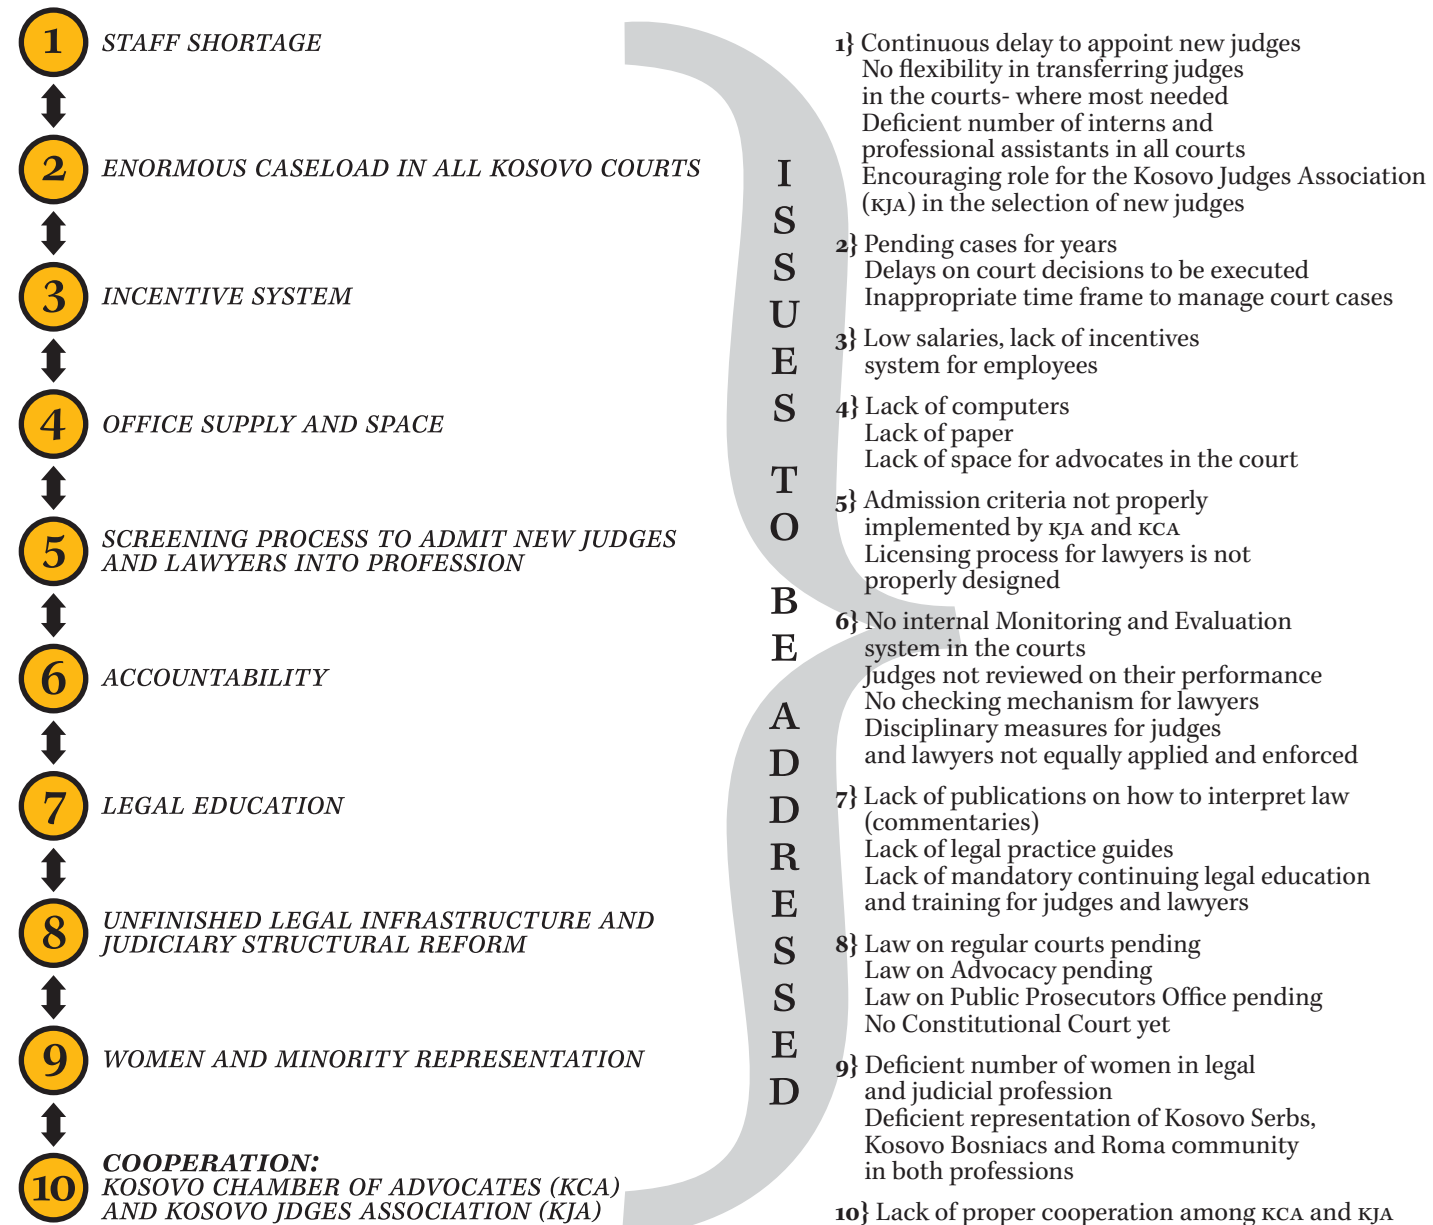 1 STAFF SHORTAGE
2 ENORMOUS CASELOAD IN ALL KOSOVO COURTS
3 INCENTIVE SYSTEM
4 OFFICE SUPPLY AND SPACE
5 SCREENING PROCESS TO ADMIT NEW JUDGES
AND LAWYERS INTO PROFESSION
6 ACCOUNTABILITY
7 LEGAL EDUCATION
8 UNFINISHED LEGAL INFRASTRUCTURE AND
JUDICIARY STRUCTURAL REFORM
9 WOMEN AND MINORITY REPRESENTATION
10 COOPERATION:
KOSOVO CHAMBER OF ADVOCATES (KCA)
AND KOSOVO JDGES ASSOCIATION (KJA)
ISSUES TO BE ADRESSED
1} Continuous delay to appoint new judges
No flexibility in transferring judges
in the courts- where most needed
Deficient number of interns and
professional assistants in all courts
Encouraging role for the Kosovo Judges Association
(KJA) in the selection of new judges
2} Pending cases for years
Delays on court decisions to be executed
Inappropriate time frame to manage court cases
3} Low salaries, lack of incentives
system for employees
4} Lack of computers
Lack of paper
Lack of space for advocates in the court
5} Admission criteria not properly
implemented by KJA and KCA
Licensing process for lawyers is not
properly designed
6} No internal Monitoring and Evaluation
system in the courts
Judges not reviewed on their performance
No checking mechanism for lawyers
Disciplinary measures for judges
and lawyers not equally applied and enforced
7} Lack of publications on how to interpret law
(commentaries)
Lack of legal practice guides
Lack of mandatory continuing legal education
and training for judges and lawyers
8} Law on regular courts pending
Law on Advocacy pending
Law on Public Prosecutors Office pending
No Constitutional Court yet
9} Deficient number of women in legal
and judicial profession
Deficient representation of Kosovo Serbs,
Kosovo Bosniacs and Roma community
in both professions
10} Lack of proper cooperation among KCA and KJA